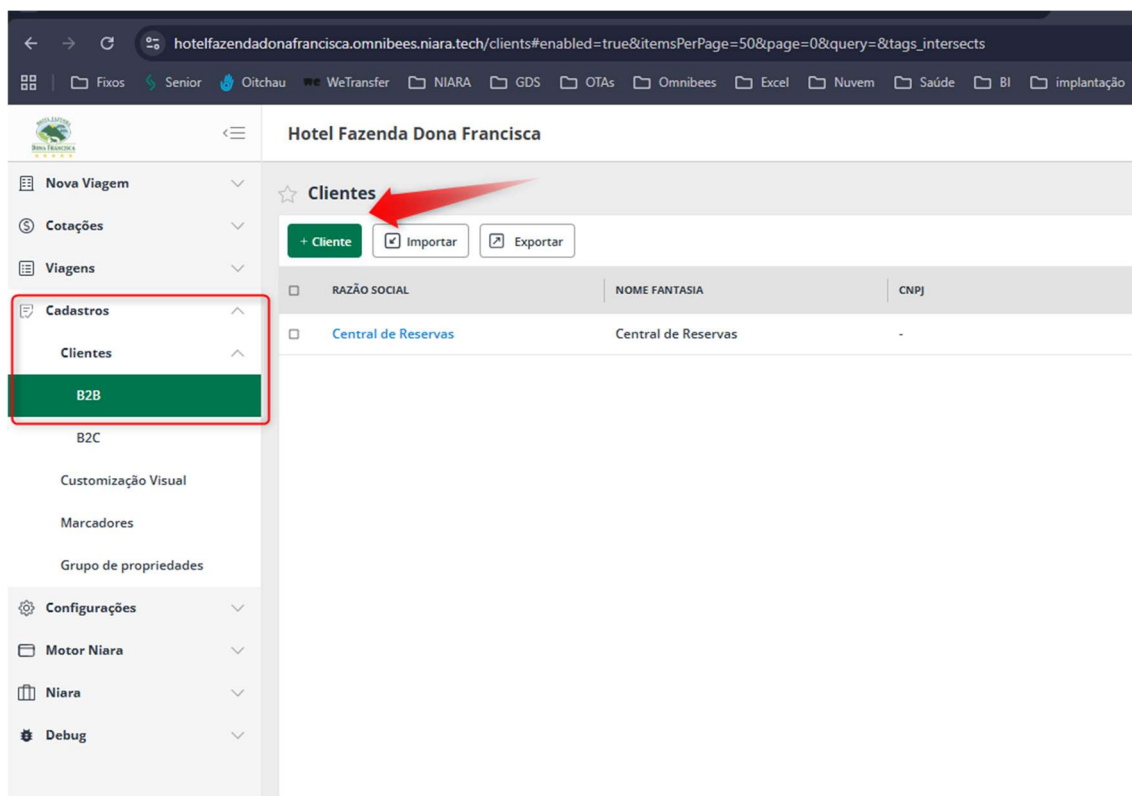 hotelfazendadonafrancisca.omnibees.niara.tech/clients#enabled=true&itemsPerPage=50&page=0&query=&tags_intersects
Fixos Senior Oitchau we WeTransfer NIARA GDS OTAs Omnibees Excel Nuvem Saúde BI implantação
DONA FRANCISCA
Hotel Fazenda Dona Francisca
Nova Viagem
Cotações
Viagens
Cadastros
Clientes
B2B
B2C
Customização Visual
Marcadores
Grupo de propriedades
Configurações
Motor Niara
Niara
Debug
Clientes
+ Cliente Importar Exportar
RAZÃO SOCIAL NOME FANTASIA CNPJ
Central de Reservas Central de Reservas -